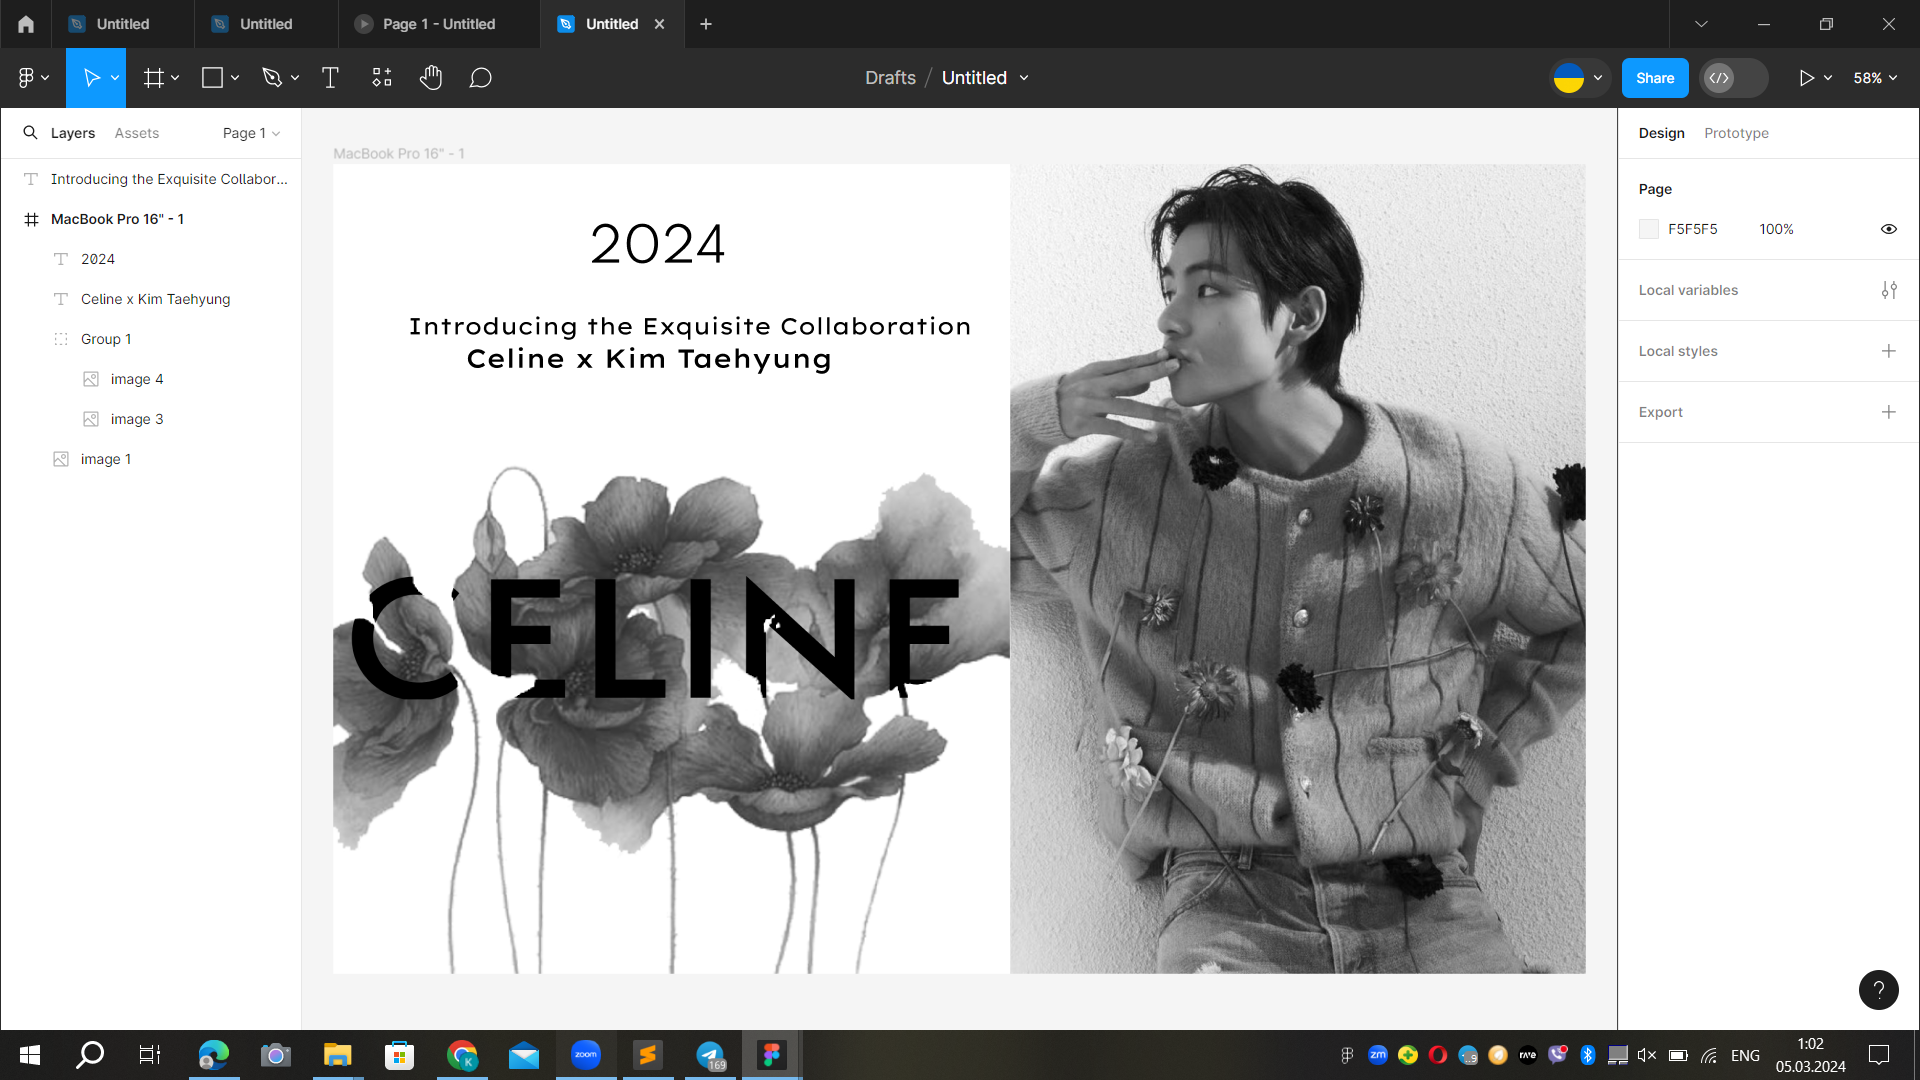 Untitled
Untitled
Page 1 - Untitled
Untitled
Drafts / Untitled
Share
58%
Layers
Assets
Page 1
Introducing the Exquisite Collabor...
MacBook Pro 16" - 1
2024
Celine x Kim Taehyung
Group 1
image 4
image 3
image 1
MacBook Pro 16" - 1
2024
Introducing the Exquisite Collaboration
Celine x Kim Taehyung
CELINE
Design
Prototype
Page
F5F5F5
100%
Local variables
Local styles
Export
?
K
zoom
169
zm
ENG
1:02
05.03.2024